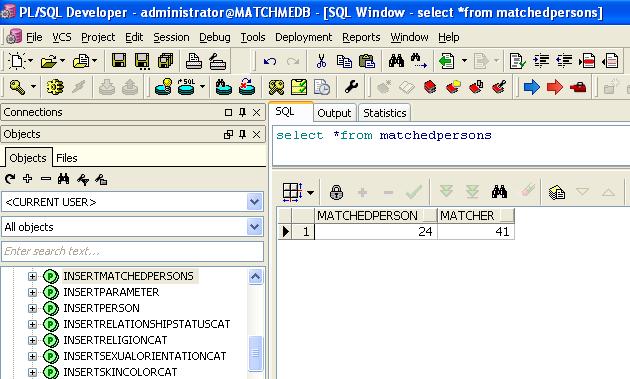 PL/SQL Developer - administrator@MATCHMEDB - [SQL Window - select *from matchedpersons]
File Project Edit Insert Session Debug Tools Deployment Reports Window Help
Connections
Objects
Objects Files
<CURRENT USER>
All objects
Enter search text...
INSERTMATCHEDPERSONS
INSERTPARAMETER
INSERTPERSON
INSERTRELATIONSHIPSTATUSCAT
INSERTRELIGIONCAT
INSERTSEXUALORIENTATIONCAT
INSERTSKINCOLORCAT
SQL Output Statistics
select *from matchedpersons
MATCHEDPERSON MATCHER
1 24 41